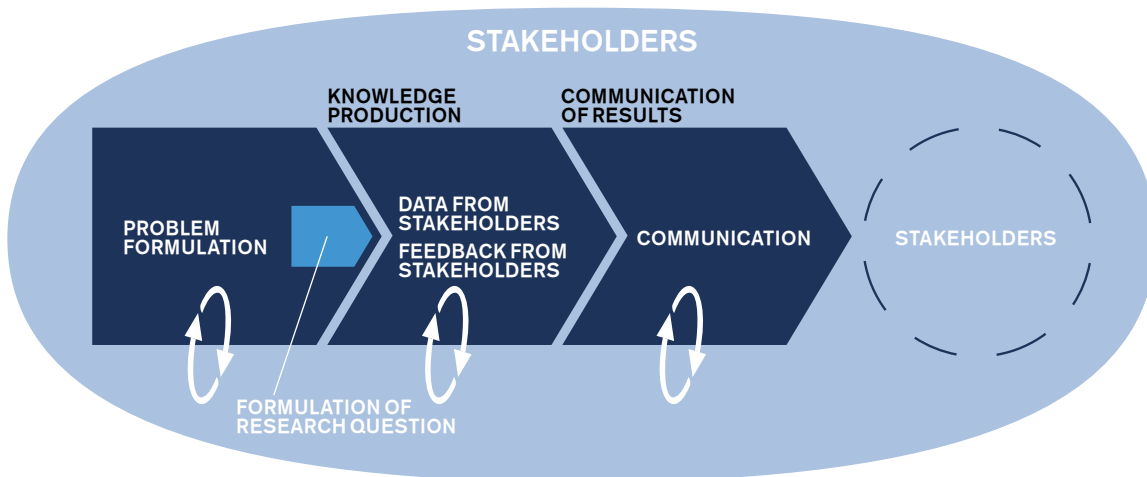 STAKEHOLDERS
KNOWLEDGE
PRODUCTION
COMMUNICATION
OF RESULTS
PROBLEM
FORMULATION
DATA FROM
STAKEHOLDERS
FEEDBACK FROM
STAKEHOLDERS
COMMUNICATION
STAKEHOLDERS
FORMULATION OF
RESEARCH QUESTION